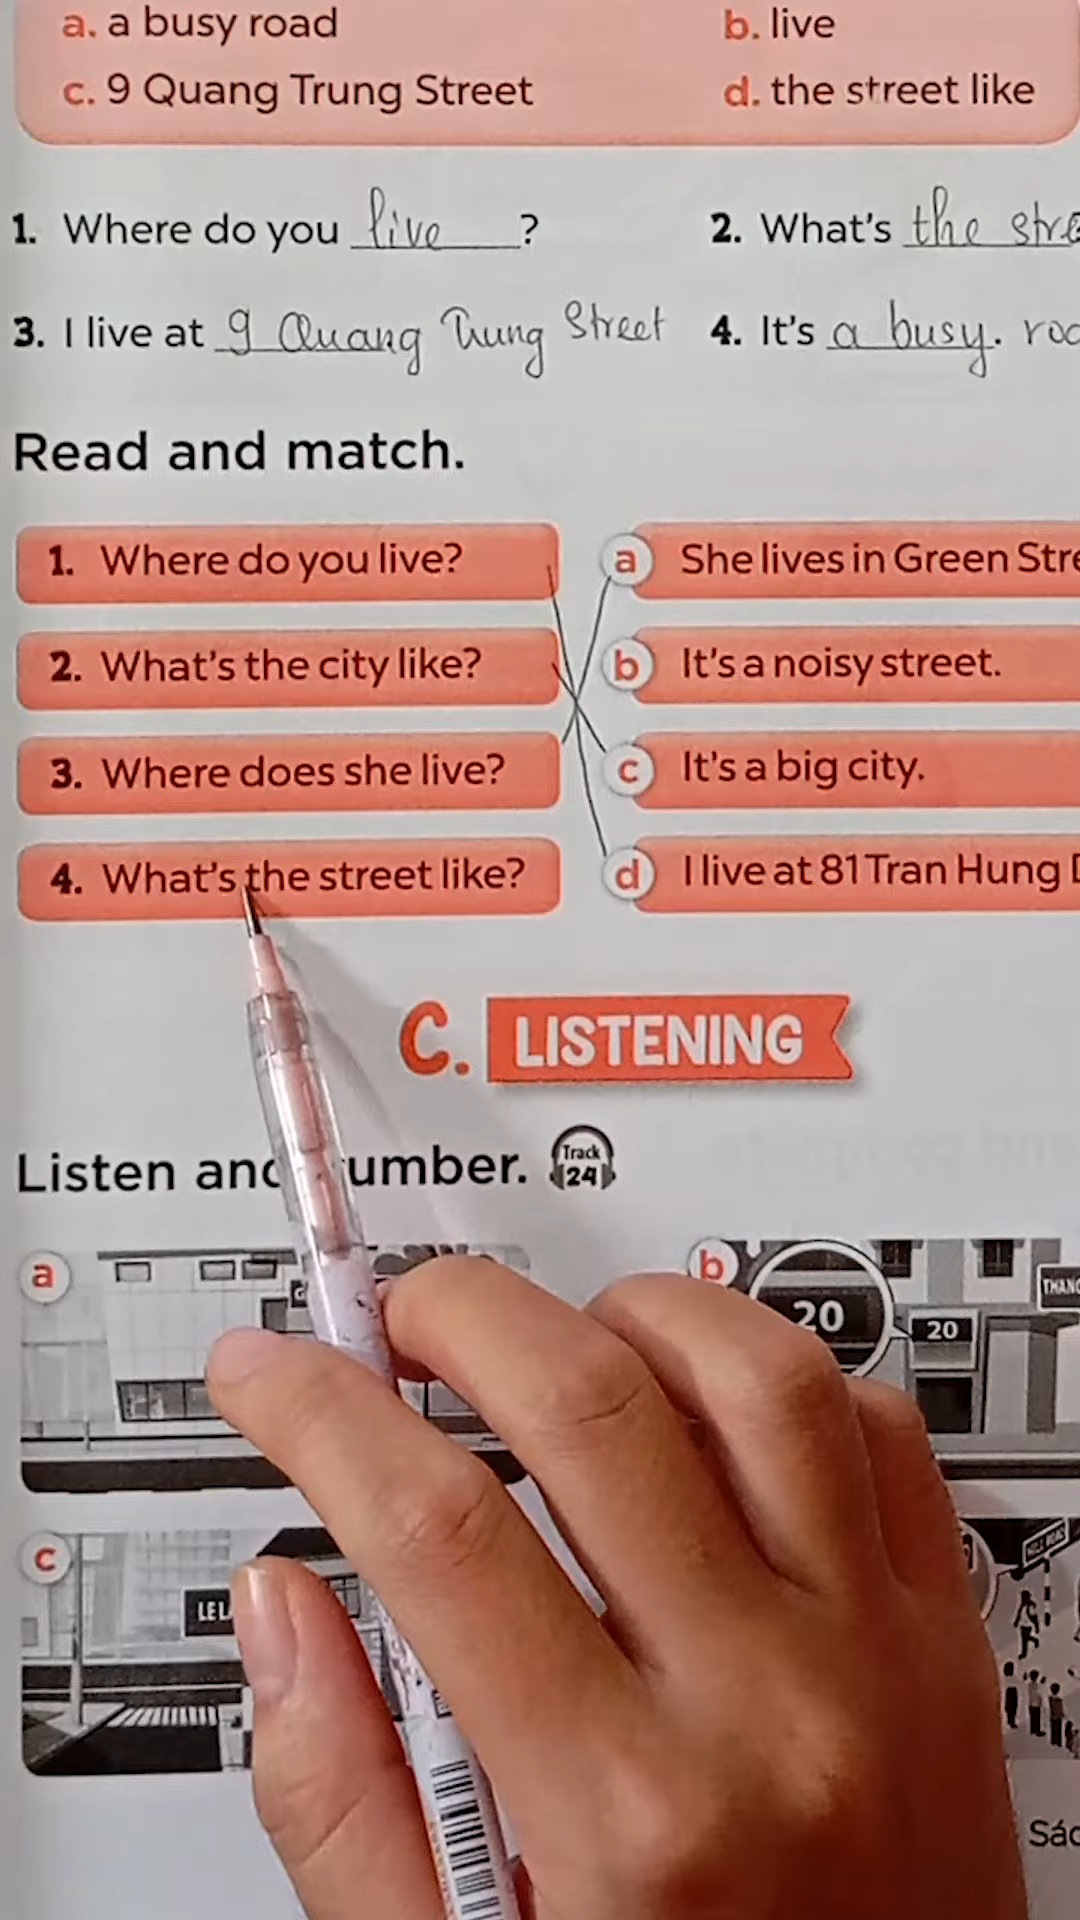 a. a busy road b. live
c. 9 Quang Trung Street d. the street like
1. Where do you live ? 2. What's the
3. I live at 9 Quang Trung Street 4. It's a busy.
Read and match.
1. Where do you live? a She lives in Green
2. What's the city like? b It's a noisy street.
3. Where does she live? c It's a big city.
4. What's the street like? d I live at 81 Tran Hung
C. LISTENING
Listen and
Track
24
a b
20
20
c